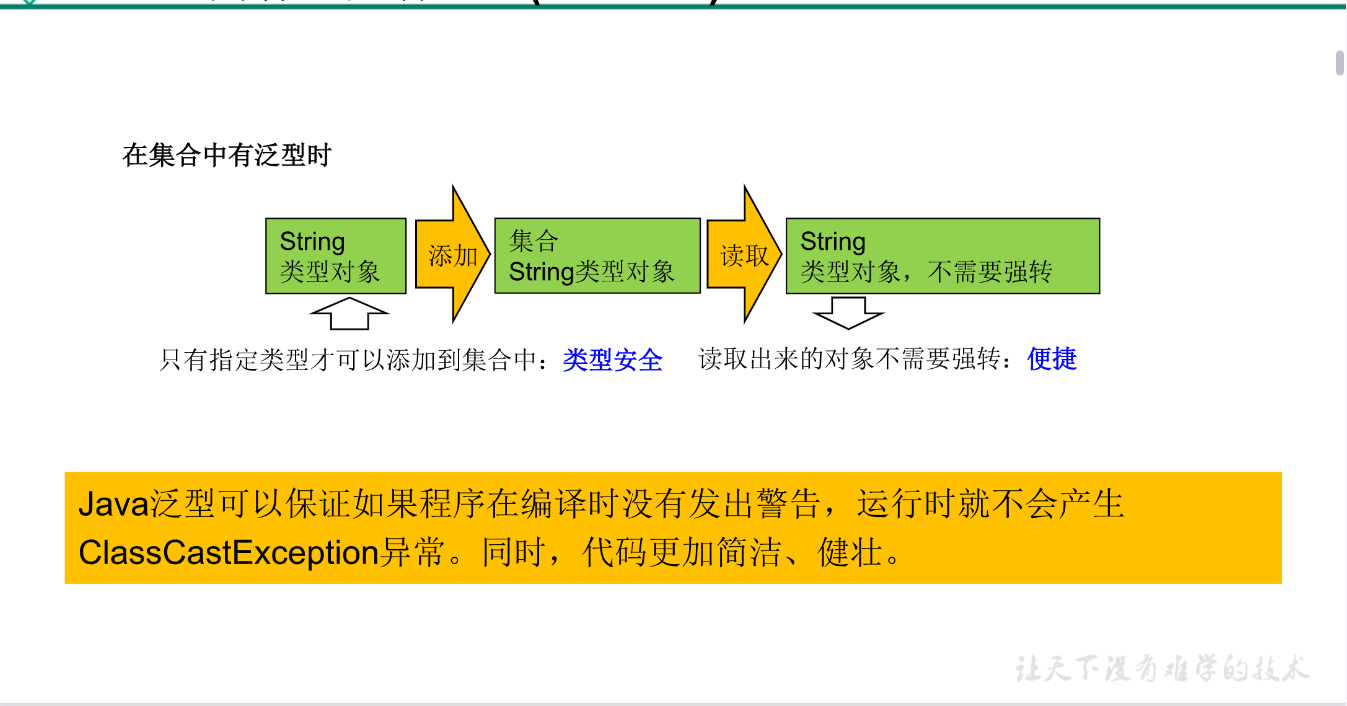 在集合中有泛型时
String
类型对象
添加
集合
String类型对象
读取
String
类型对象，不需要强转
只有指定类型才可以添加到集合中：类型安全
读取出来的对象不需要强转：便捷
Java泛型可以保证如果程序在编译时没有发出警告，运行时就不会产生
ClassCastException异常。同时，代码更加简洁、健壮。
让天下没有难学的技术